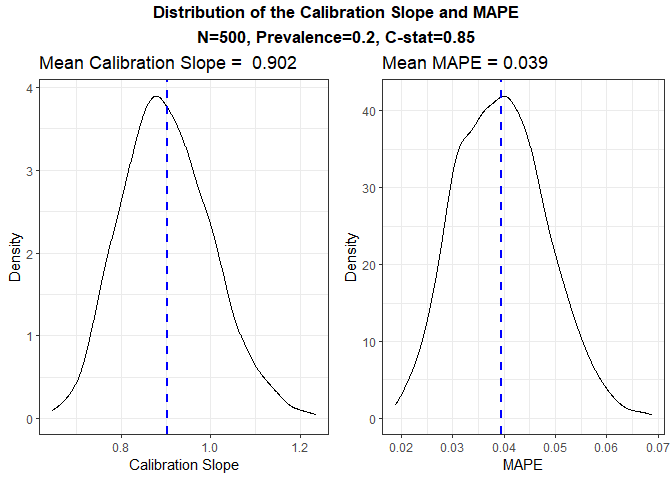 Distribution of the Calibration Slope and MAPE
N=500, Prevalence=0.2, C-stat=0.85
Mean Calibration Slope =  0.902
4
3
2
1
0
Density
0.8 1.0 1.2
Calibration Slope
Mean MAPE = 0.039
40
30
20
10
0
Density
0.02 0.03 0.04 0.05 0.06 0.07
MAPE